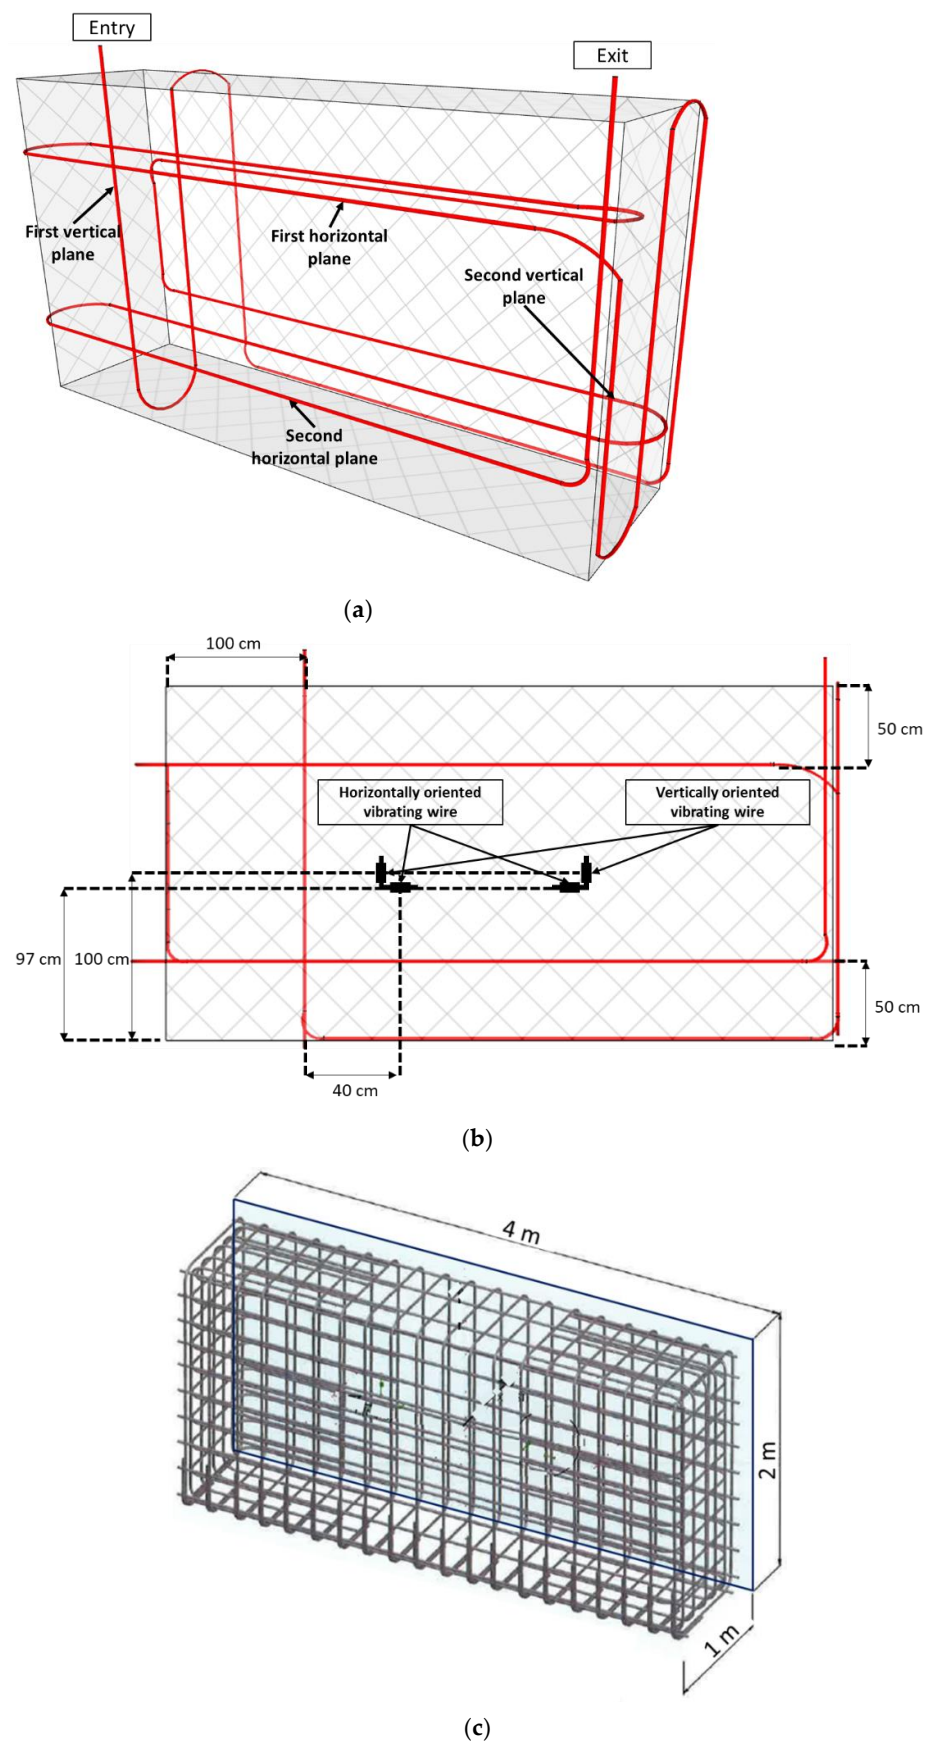 Entry
Exit
First vertical
plane
First horizontal
plane
Second vertical
plane
Second
horizontal plane
(a)
100 cm
50 cm
Horizontally oriented
vibrating wire
Vertically oriented
vibrating wire
97 cm
100 cm
50 cm
40 cm
(b)
4 m
2 m
1 m
(c)